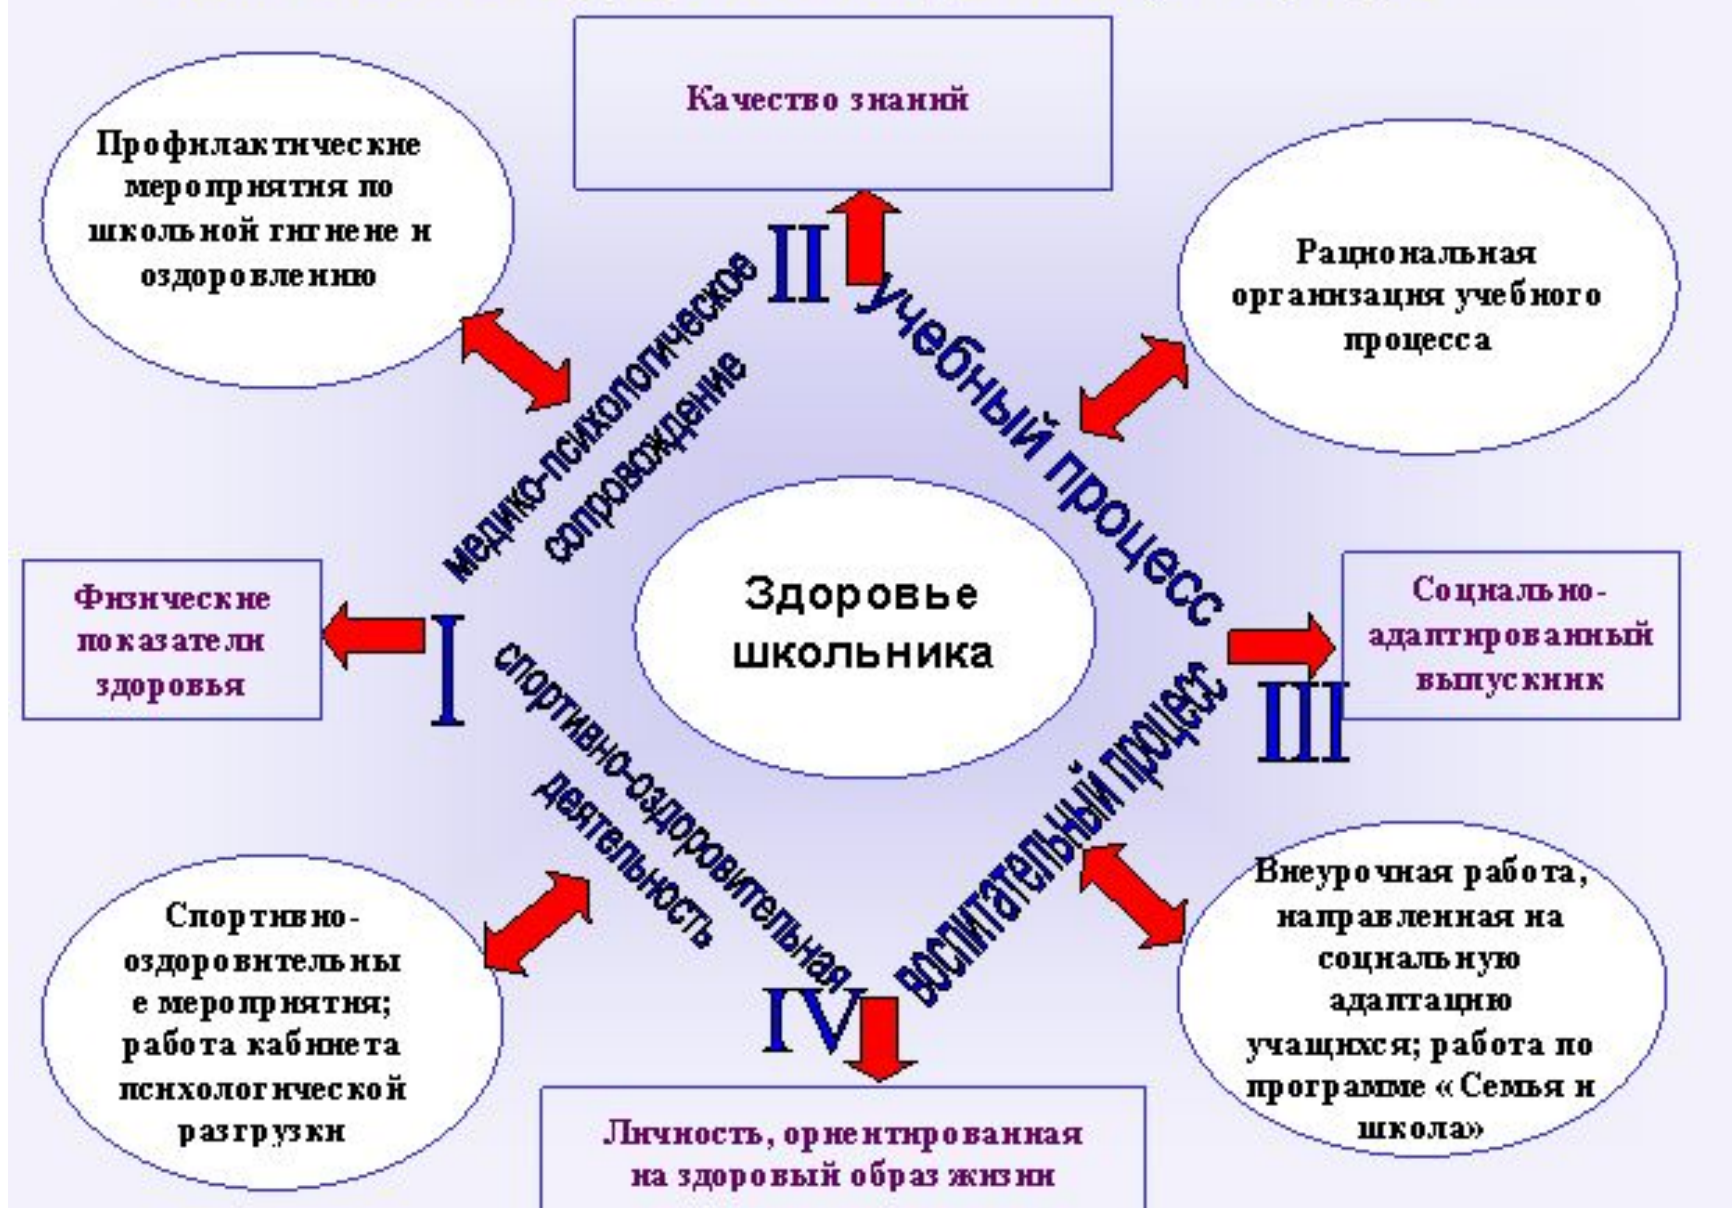 Качество знаний
Профилактические
мероприятия по
школьной гигиене и
оздоровлению
Рациональная
организация учебного
процесса
II
медико-психологическое
сопровождение
учебный процесс
Здоровье
школьника
Физические
показатели
здоровья
I
Социально-
адаптированный
выпускник
III
спортивно-оздоровительная
деятельность
воспитательный процесс
Спортивно-
оздоровительны
е мероприятия;
работа кабинета
психологической
разгрузки
IV
Внеурочная работа,
направленная на
социальную
адаптацию
учащихся; работа по
программе «Семья и
школа»
Личность, ориентированная
на здоровый образ жизни